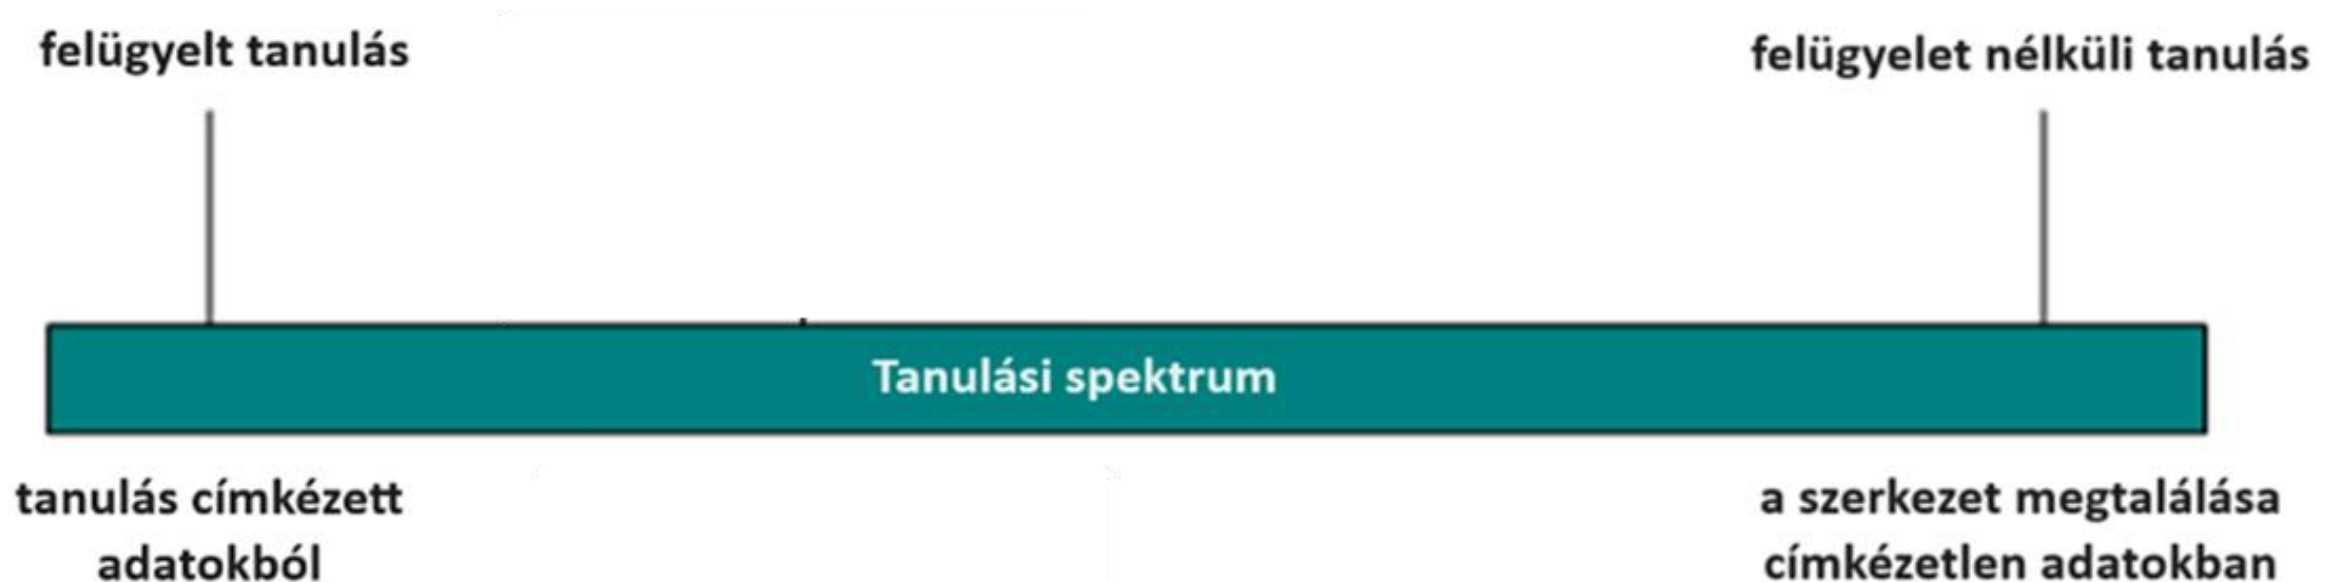 felügyelt tanulás
felügyelet nélküli tanulás
Tanulási spektrum
tanulás címkézett
adatokból
a szerkezet megtalálása
címkézetlen adatokban